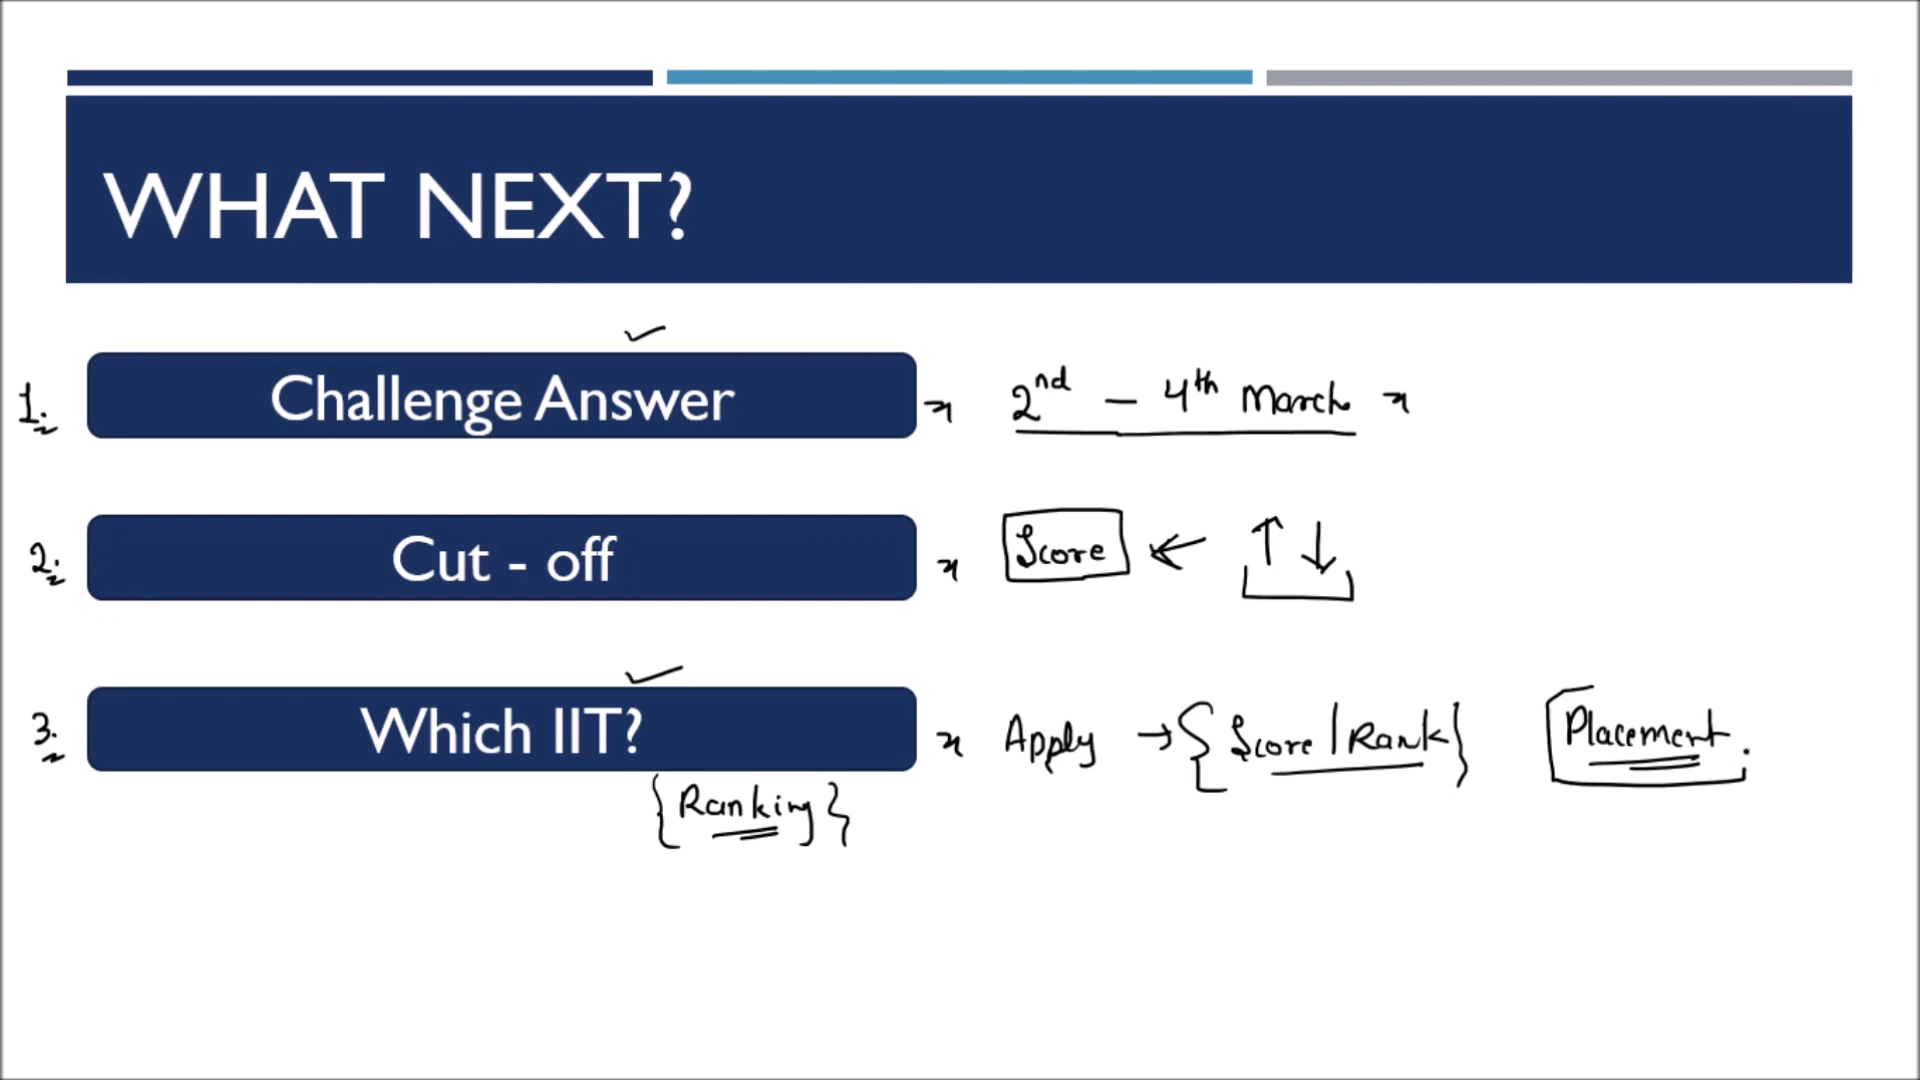 WHAT NEXT?
1. Challenge Answer 2nd - 4th March
2. Cut - off Score ← ↑ ↓
3. Which IIT? Apply → { Score | Rank } Placement.
{ Ranking }